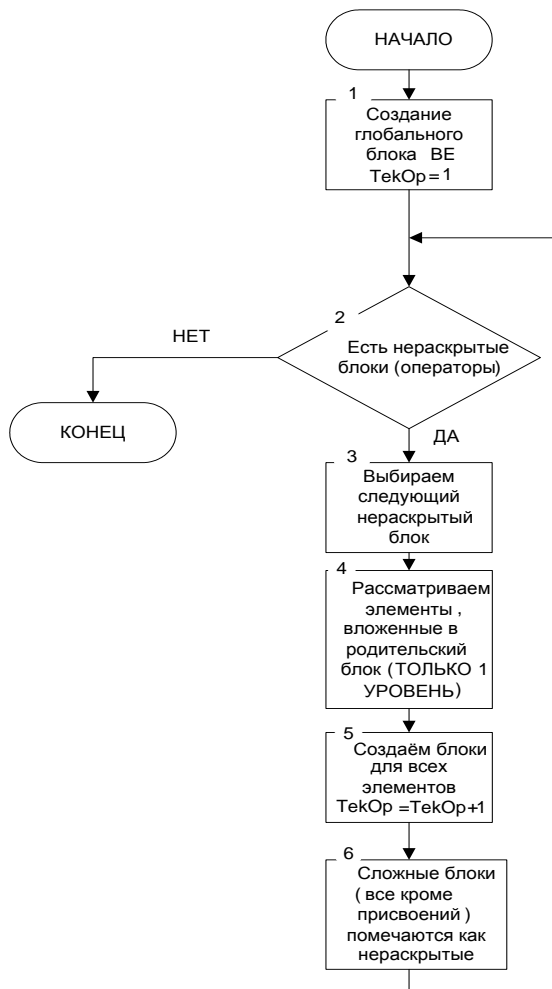 НАЧАЛО
1
Создание
глобального
блока BE
TekOp=1
2
Есть нераскрытые
блоки (операторы)
НЕТ
КОНЕЦ
ДА
3
Выбираем
следующий
нераскрытый
блок
4
Рассматриваем
элементы ,
вложенные в
родительский
блок (ТОЛЬКО 1
УРОВЕНЬ)
5
Создаём блоки
для всех
элементов
TekOp =TekOp+1
6
Сложные блоки
( все кроме
присвоений )
помечаются как
нераскрытые